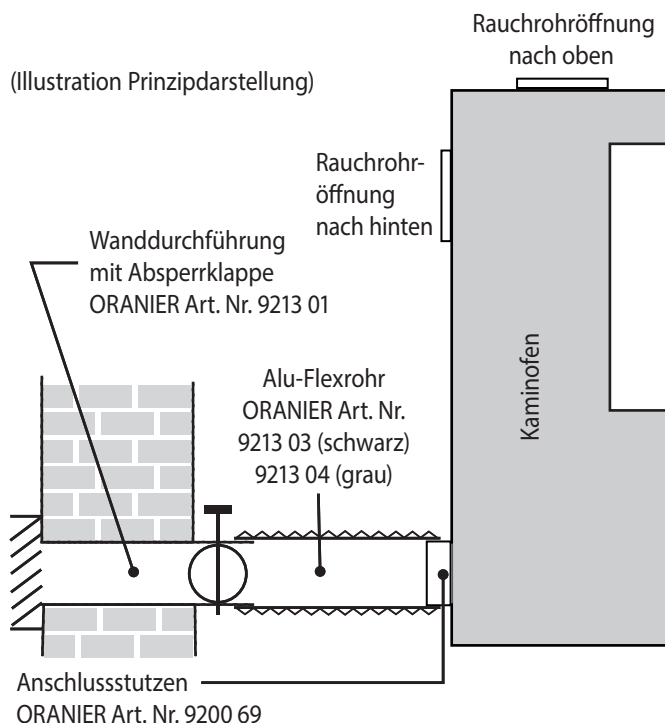 Rauchrohröffnung
nach oben
(Illustration Prinzipdarstellung)
Rauchrohr-
öffnung
nach hinten
Wanddurchführung
mit Absperrklappe
ORANIER Art. Nr. 9213 01
Alu-Flexrohr
ORANIER Art. Nr.
9213 03 (schwarz)
9213 04 (grau)
Kaminofen
Anschlussstutzen
ORANIER Art. Nr. 9200 69